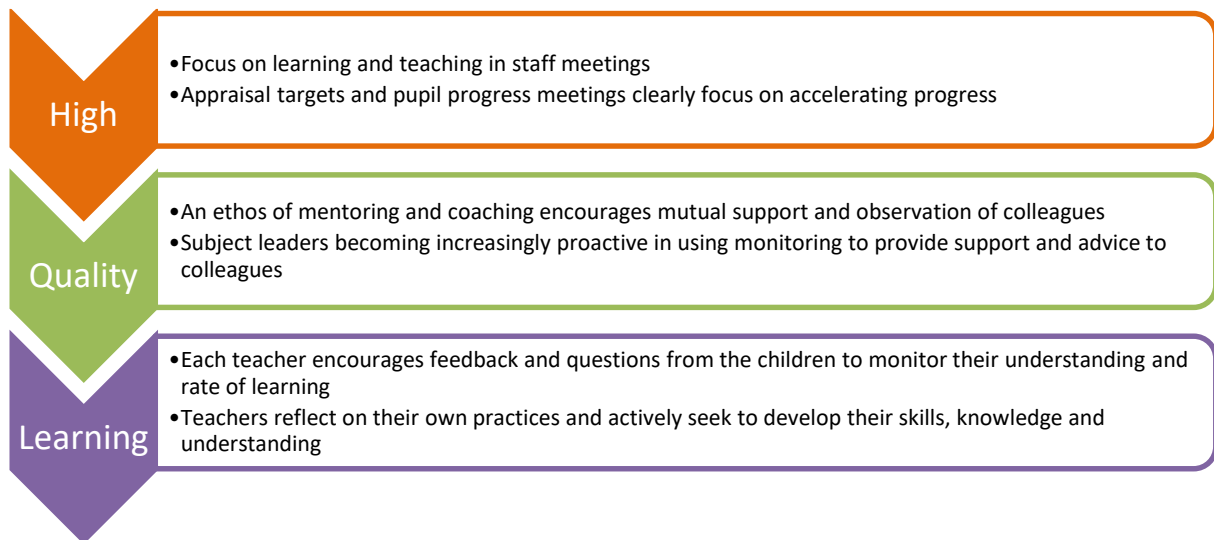 High
•Focus on learning and teaching in staff meetings
•Appraisal targets and pupil progress meetings clearly focus on accelerating progress
Quality
•An ethos of mentoring and coaching encourages mutual support and observation of colleagues
•Subject leaders becoming increasingly proactive in using monitoring to provide support and advice to
colleagues
Learning
•Each teacher encourages feedback and questions from the children to monitor their understanding and
rate of learning
•Teachers reflect on their own practices and actively seek to develop their skills, knowledge and
understanding